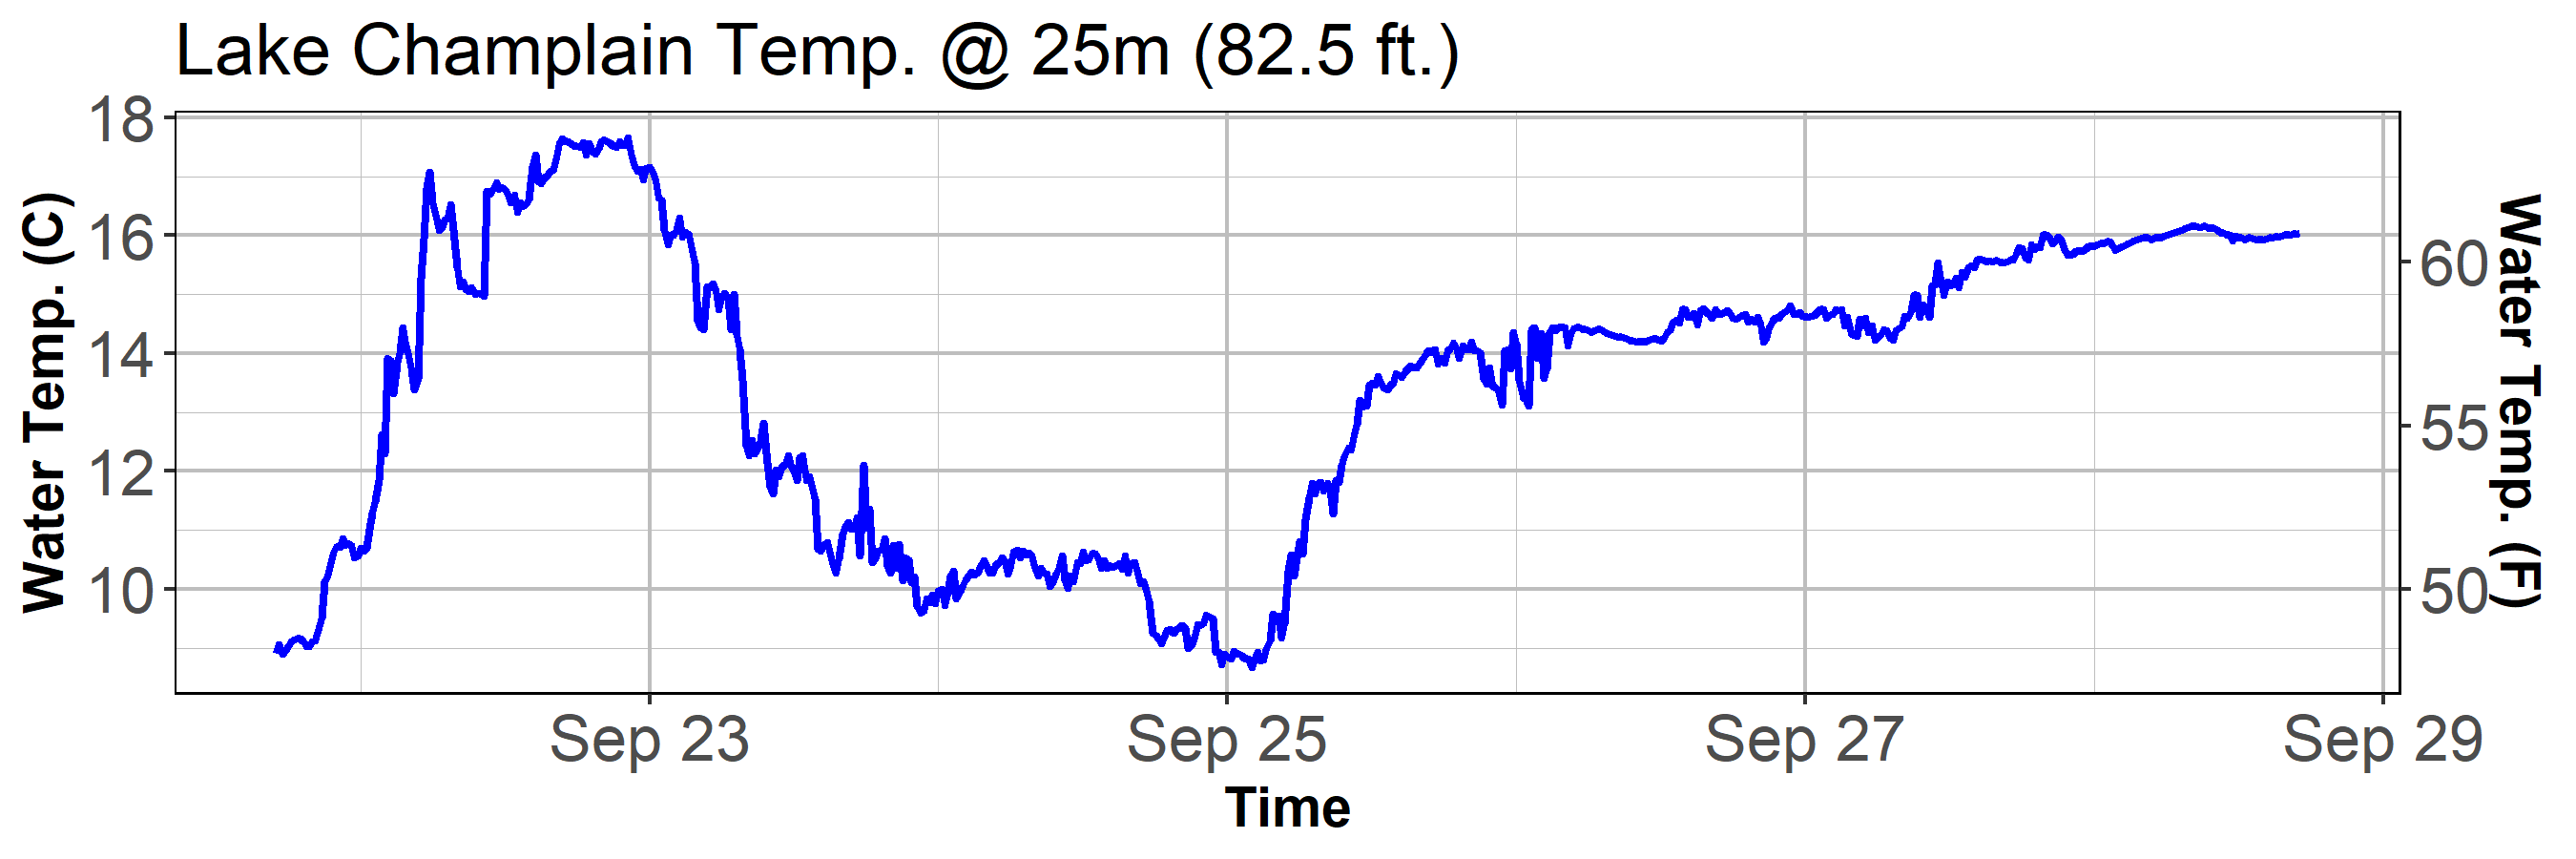 Lake Champlain Temp. @ 25m (82.5 ft.)
Water Temp. (C)
18
16
14
12
10
60
55
50
Water Temp. (F)
Sep 23 Sep 25 Sep 27 Sep 29
Time